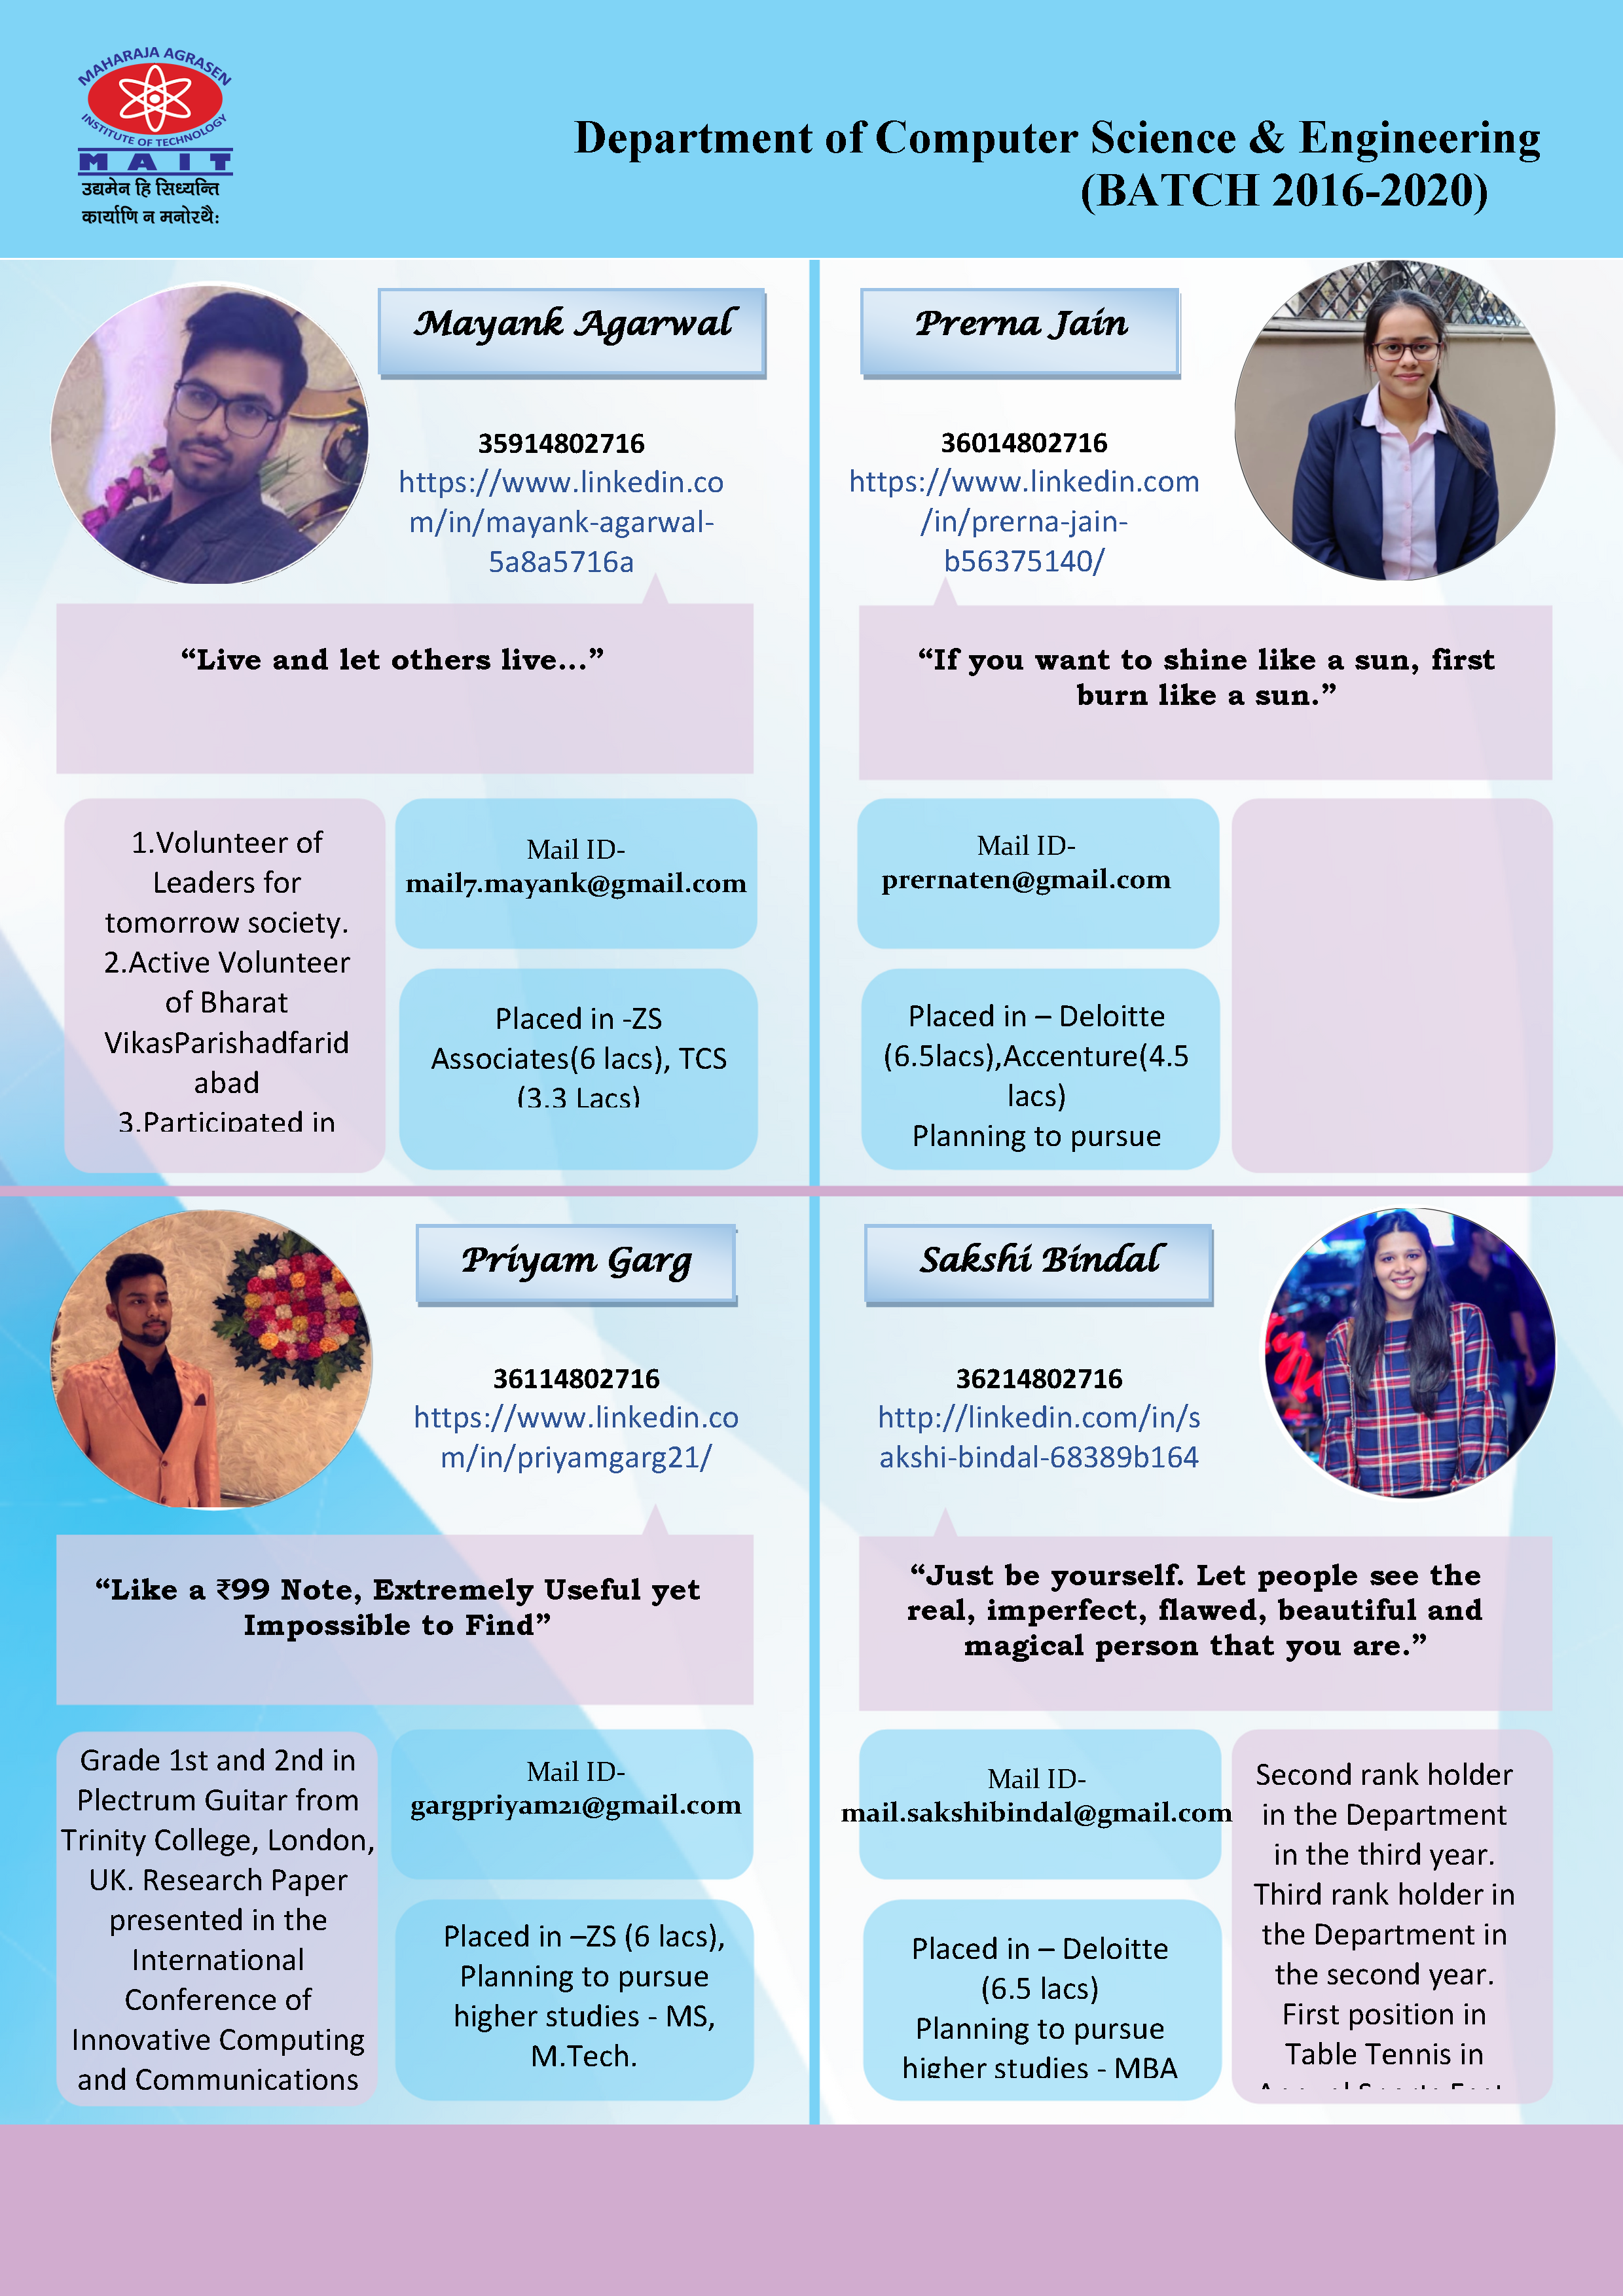 MAHARAJA AGRASEN
INSTITUTE OF TECHNOLOGY
MAIT
उद्यमेन हि सिध्यन्ति
कार्याणि न मनोरथैः
Department of Computer Science & Engineering
(BATCH 2016-2020)
Mayank Agarwal
35914802716
https://www.linkedin.co
m/in/mayank-agarwal-
5a8a5716a
“Live and let others live...”
1.Volunteer of
Leaders for
tomorrow society.
2.Active Volunteer
of Bharat
VikasParishadfarid
abad
3.Participated in
Mail ID-
mail7.mayank@gmail.com
Placed in -ZS
Associates(6 lacs), TCS
(3.3 Lacs)
Prerna Jain
36014802716
https://www.linkedin.com
/in/prerna-jain-
b56375140/
“If you want to shine like a sun, first
burn like a sun.”
Mail ID-
prernaten@gmail.com
Placed in – Deloitte
(6.5lacs),Accenture(4.5
lacs)
Planning to pursue
Priyam Garg
36114802716
https://www.linkedin.co
m/in/priyamgarg21/
“Like a ₹99 Note, Extremely Useful yet
Impossible to Find”
Grade 1st and 2nd in
Plectrum Guitar from
Trinity College, London,
UK. Research Paper
presented in the
International
Conference of
Innovative Computing
and Communications
Mail ID-
gargpriyam21@gmail.com
Placed in –ZS (6 lacs),
Planning to pursue
higher studies - MS,
M.Tech.
Sakshi Bindal
36214802716
http://linkedin.com/in/s
akshi-bindal-68389b164
“Just be yourself. Let people see the
real, imperfect, flawed, beautiful and
magical person that you are.”
Mail ID-
mail.sakshibindal@gmail.com
Placed in – Deloitte
(6.5 lacs)
Planning to pursue
higher studies - MBA
Second rank holder
in the Department
in the third year.
Third rank holder in
the Department in
the second year.
First position in
Table Tennis in